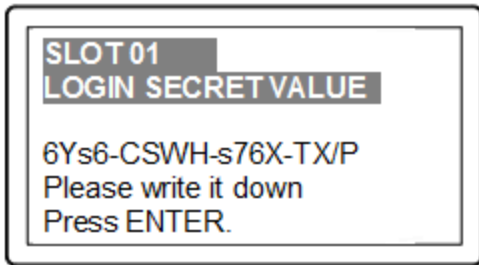 SLOT 01
LOGIN SECRET VALUE
6Ys6-CSWH-s76X-TX/P
Please write it down
Press ENTER.